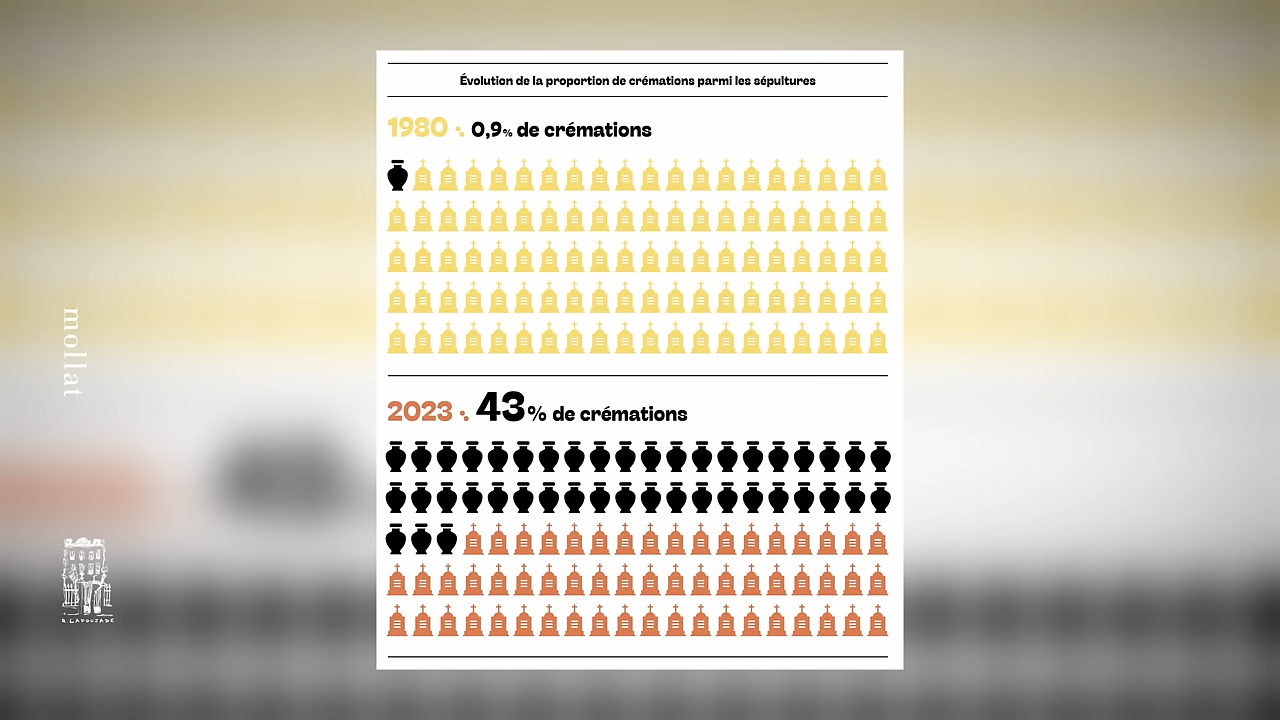 Évolution de la proportion de crémations parmi les sépultures
1980 : 0,9% de crémations
2023 : 43% de crémations
mollat
R. LAPOUJADE